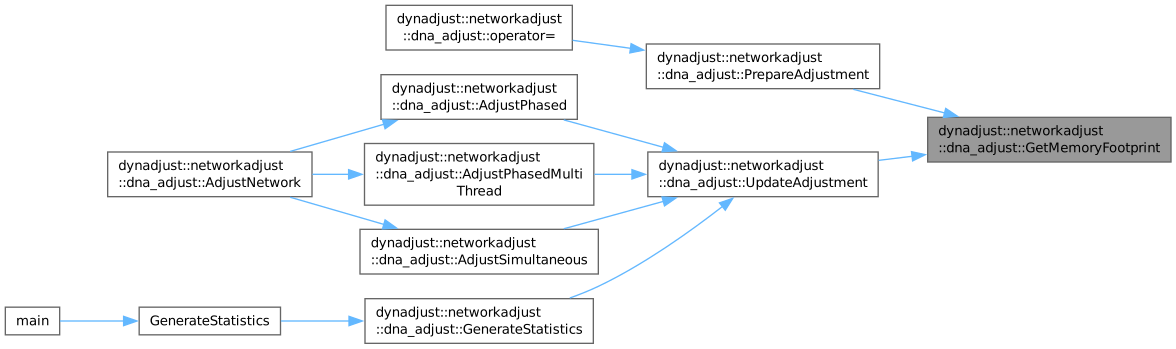 dynadjust::networkadjust
::dna_adjust::operator=
dynadjust::networkadjust
::dna_adjust::PrepareAdjustment
dynadjust::networkadjust
::dna_adjust::AdjustPhased
dynadjust::networkadjust
::dna_adjust::GetMemoryFootprint
dynadjust::networkadjust
::dna_adjust::AdjustNetwork
dynadjust::networkadjust
::dna_adjust::AdjustPhasedMulti
Thread
dynadjust::networkadjust
::dna_adjust::UpdateAdjustment
dynadjust::networkadjust
::dna_adjust::AdjustSimultaneous
main
GenerateStatistics
dynadjust::networkadjust
::dna_adjust::GenerateStatistics